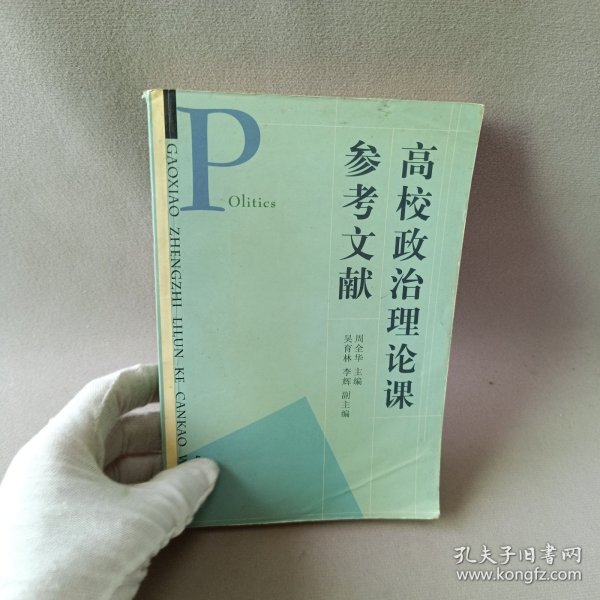 高校政治理论课
参考文献
周全华 主编
吴育林 李辉 副主编
POlitics
GAOXIAO ZHENGZHI LILUN KE CANKAO W
孔夫子旧书网
www.kongfz.com